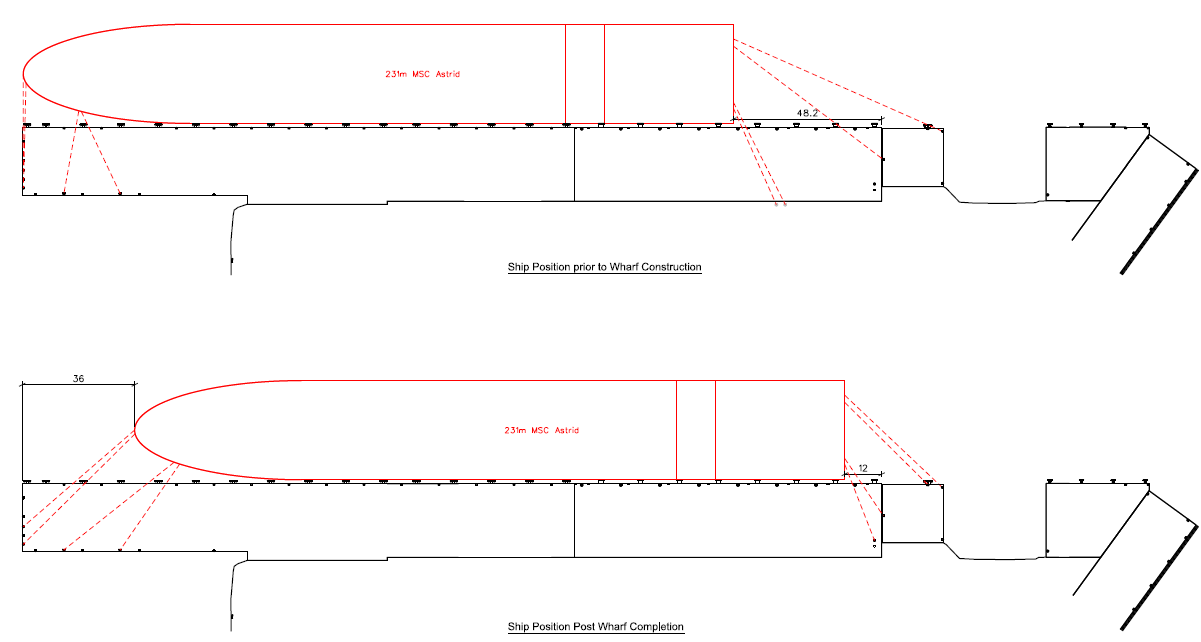 231m MSC Astrid
48.2
Ship Position prior to Wharf Construction
36
231m MSC Astrid
12
Ship Position Post Wharf Completion